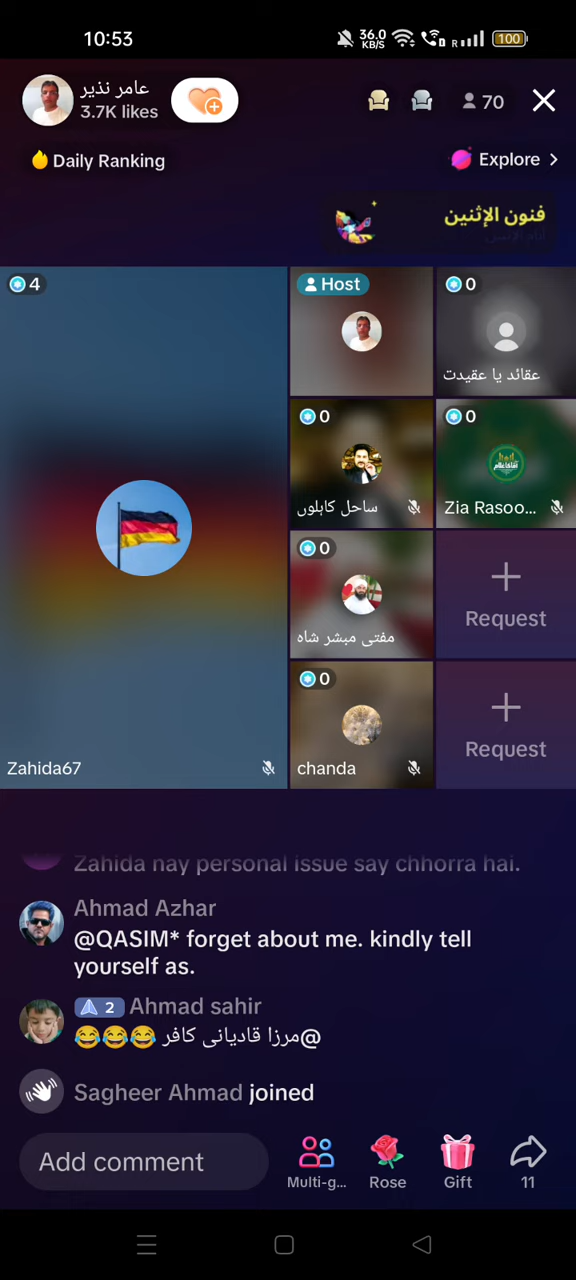 10:53
36.0
KB/S
R
100
عامر نذیر
3.7K likes
70
Daily Ranking
Explore
فنون الإثنين
4
Host
0
عقائد یا عقیدت
0
ساحل کاہلوں
0
Zia Rasoo...
0
مفتی مبشر شاہ
Request
0
chanda
Request
Zahida67
Zahida nay personal issue say chhorra hai.
Ahmad Azhar
@QASIM* forget about me. kindly tell
yourself as.
2 Ahmad sahir
@مرزا قادیانی کافر 😂😂😂
Sagheer Ahmad joined
Add comment
Multi-g...
Rose
Gift
11